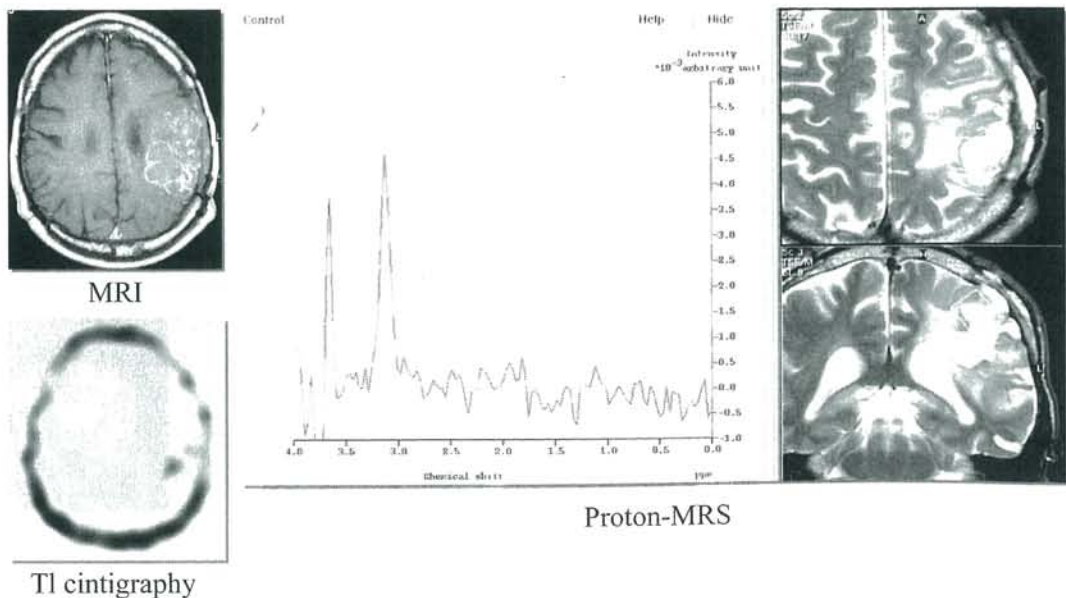 Control
Help
Hide
Intensity
*10⁻³ arbitrary unit
6.0
5.5
5.0
4.5
4.0
3.5
3.0
2.5
2.0
1.5
1.0
0.5
0.0
-0.5
-1.0
4.0 3.5 3.0 2.5 2.0 1.5 1.0 0.5 0.0
Chemical shift
PPM
A
L
L
MRI
Proton-MRS
Tl cintigraphy